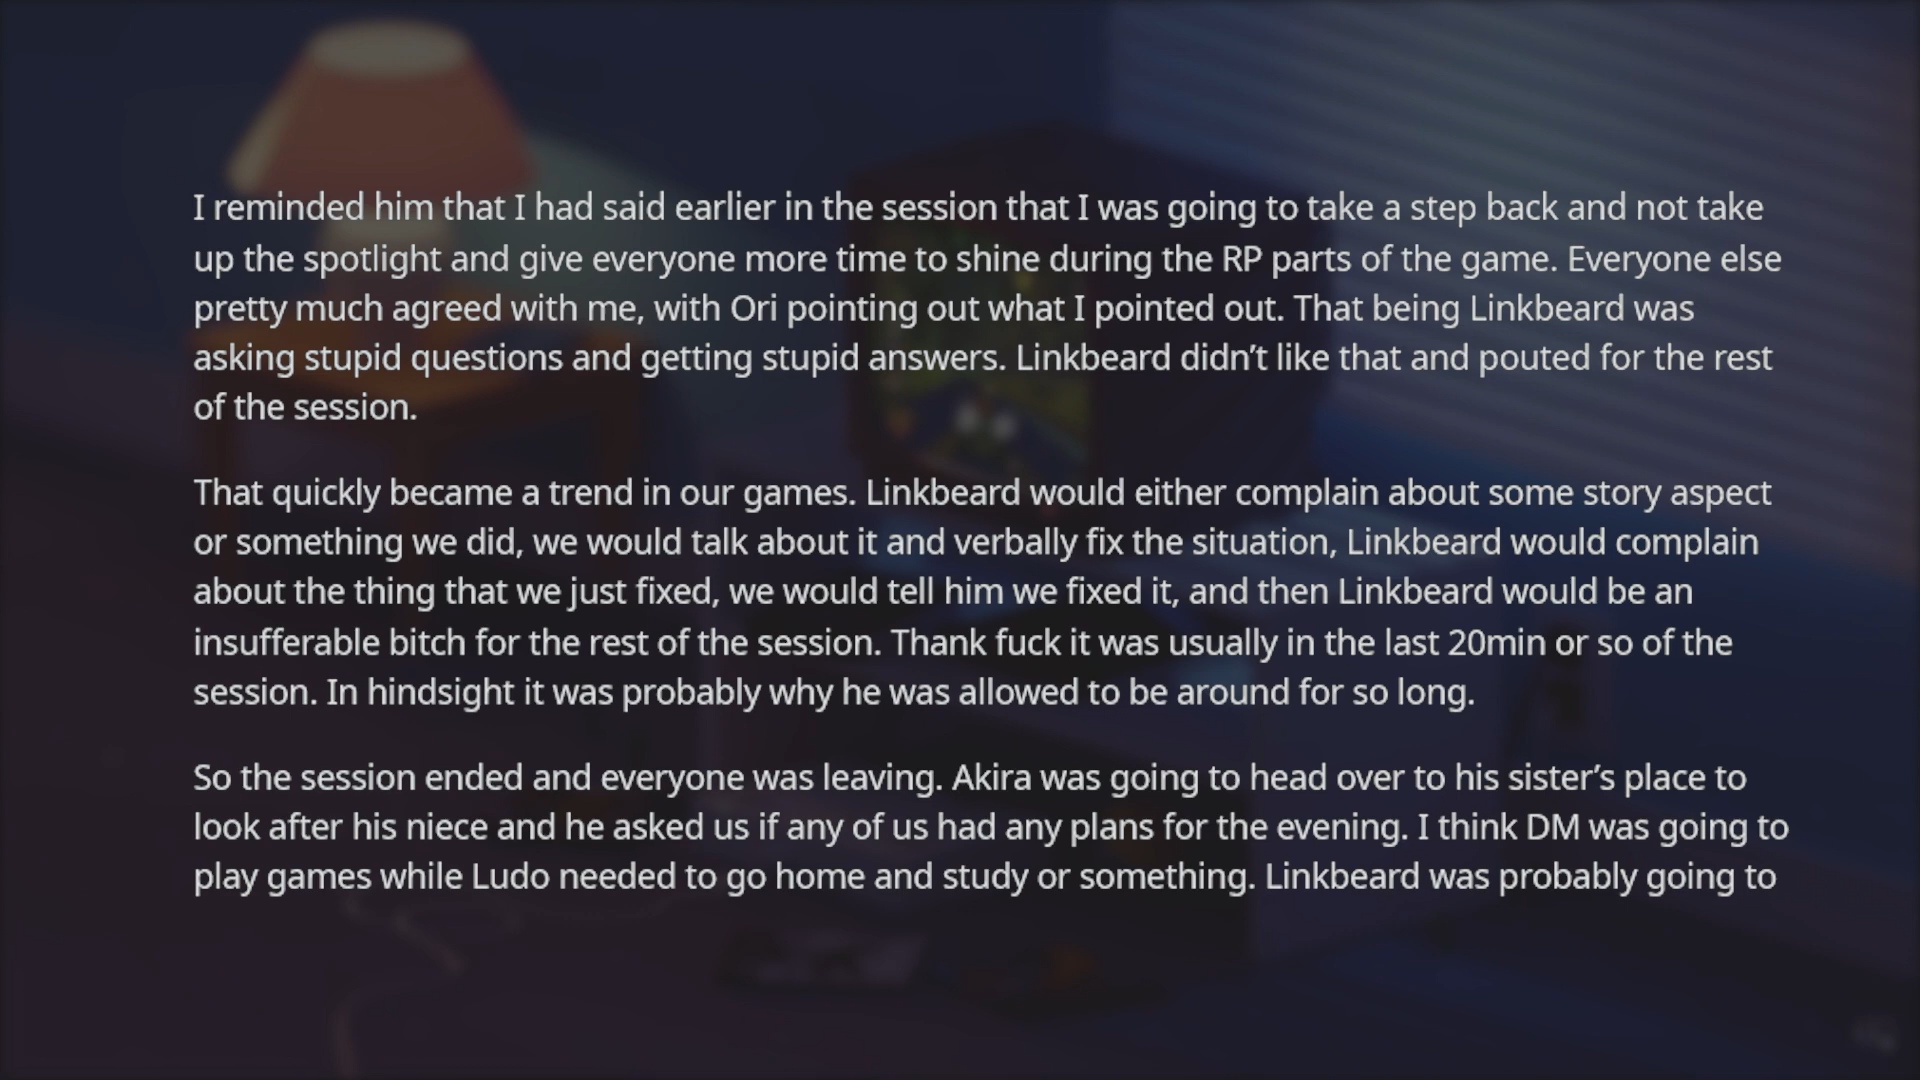 I reminded him that I had said earlier in the session that I was going to take a step back and not take
up the spotlight and give everyone more time to shine during the RP parts of the game. Everyone else
pretty much agreed with me, with Ori pointing out what I pointed out. That being Linkbeard was
asking stupid questions and getting stupid answers. Linkbeard didn’t like that and pouted for the rest
of the session.
That quickly became a trend in our games. Linkbeard would either complain about some story aspect
or something we did, we would talk about it and verbally fix the situation, Linkbeard would complain
about the thing that we just fixed, we would tell him we fixed it, and then Linkbeard would be an
insufferable bitch for the rest of the session. Thank fuck it was usually in the last 20min or so of the
session. In hindsight it was probably why he was allowed to be around for so long.
So the session ended and everyone was leaving. Akira was going to head over to his sister’s place to
look after his niece and he asked us if any of us had any plans for the evening. I think DM was going to
play games while Ludo needed to go home and study or something. Linkbeard was probably going to